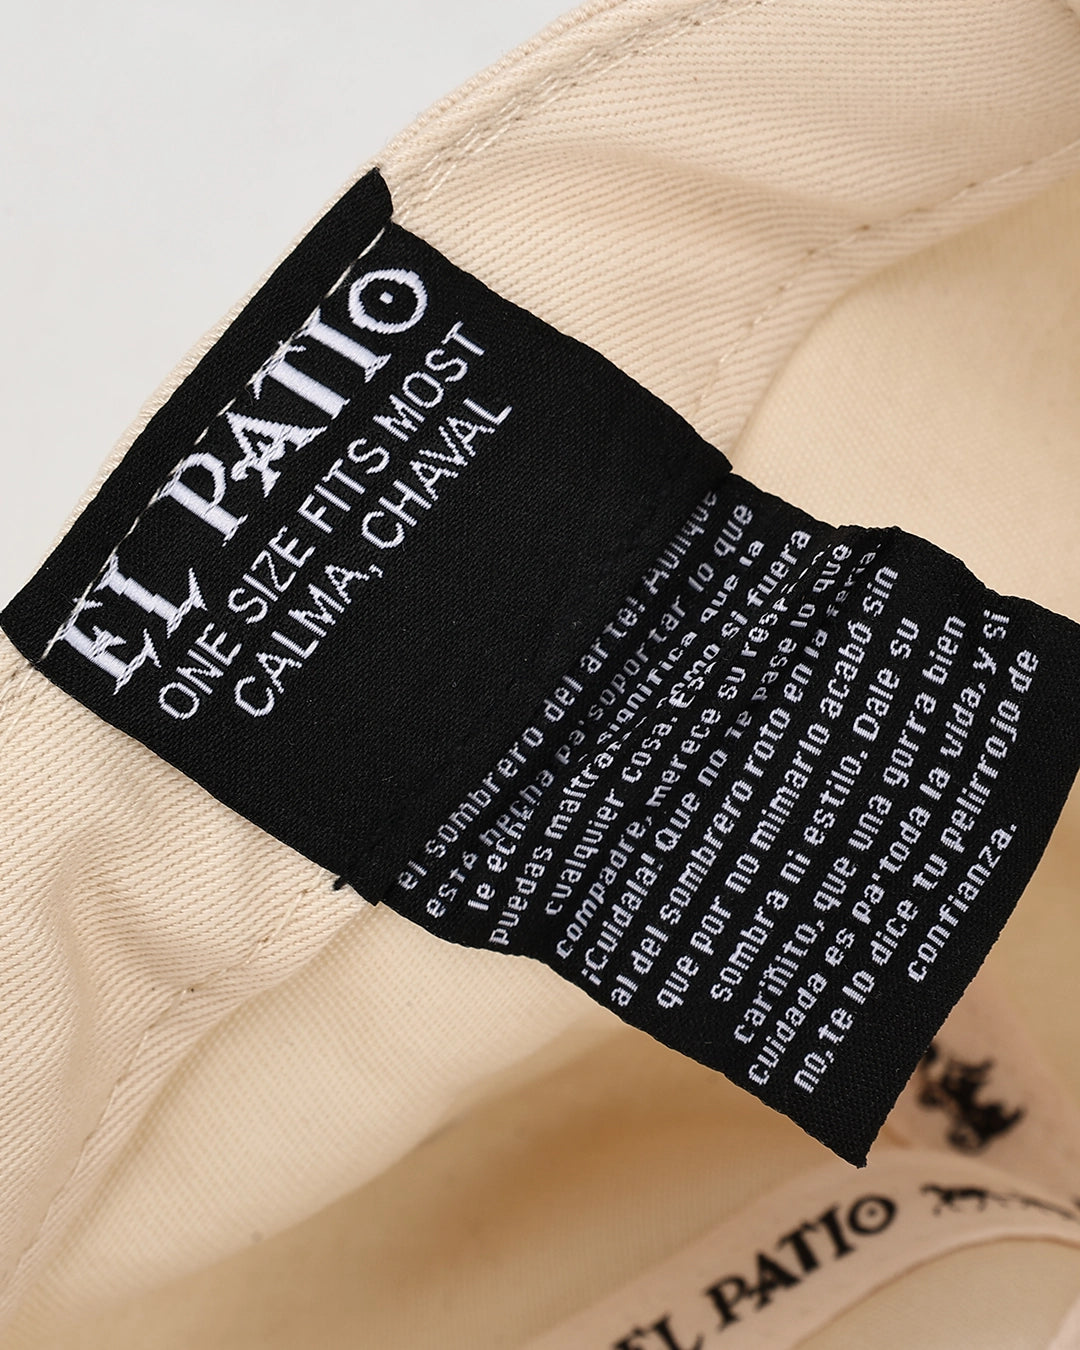 EL PATIO
ONE SIZE FITS MOST
CALMA, CHAVAL
el sombrero del arte! Aunque
está hecha pa'soportar lo que
le eches, significa que la
puedas maltratar
cualquier cosa. Como si fuera
compadre, merece su
¡Cuídala! Que no te pase lo que
al del sombrero roto en la feria,
que por no mimarlo acabó sin
sombra ni estilo. Dale su
cariñito, que una gorra bien
cuidada es pa'toda la vida, y si
no, te lo dice tu pelirrojo de
confianza.
EL PATIO